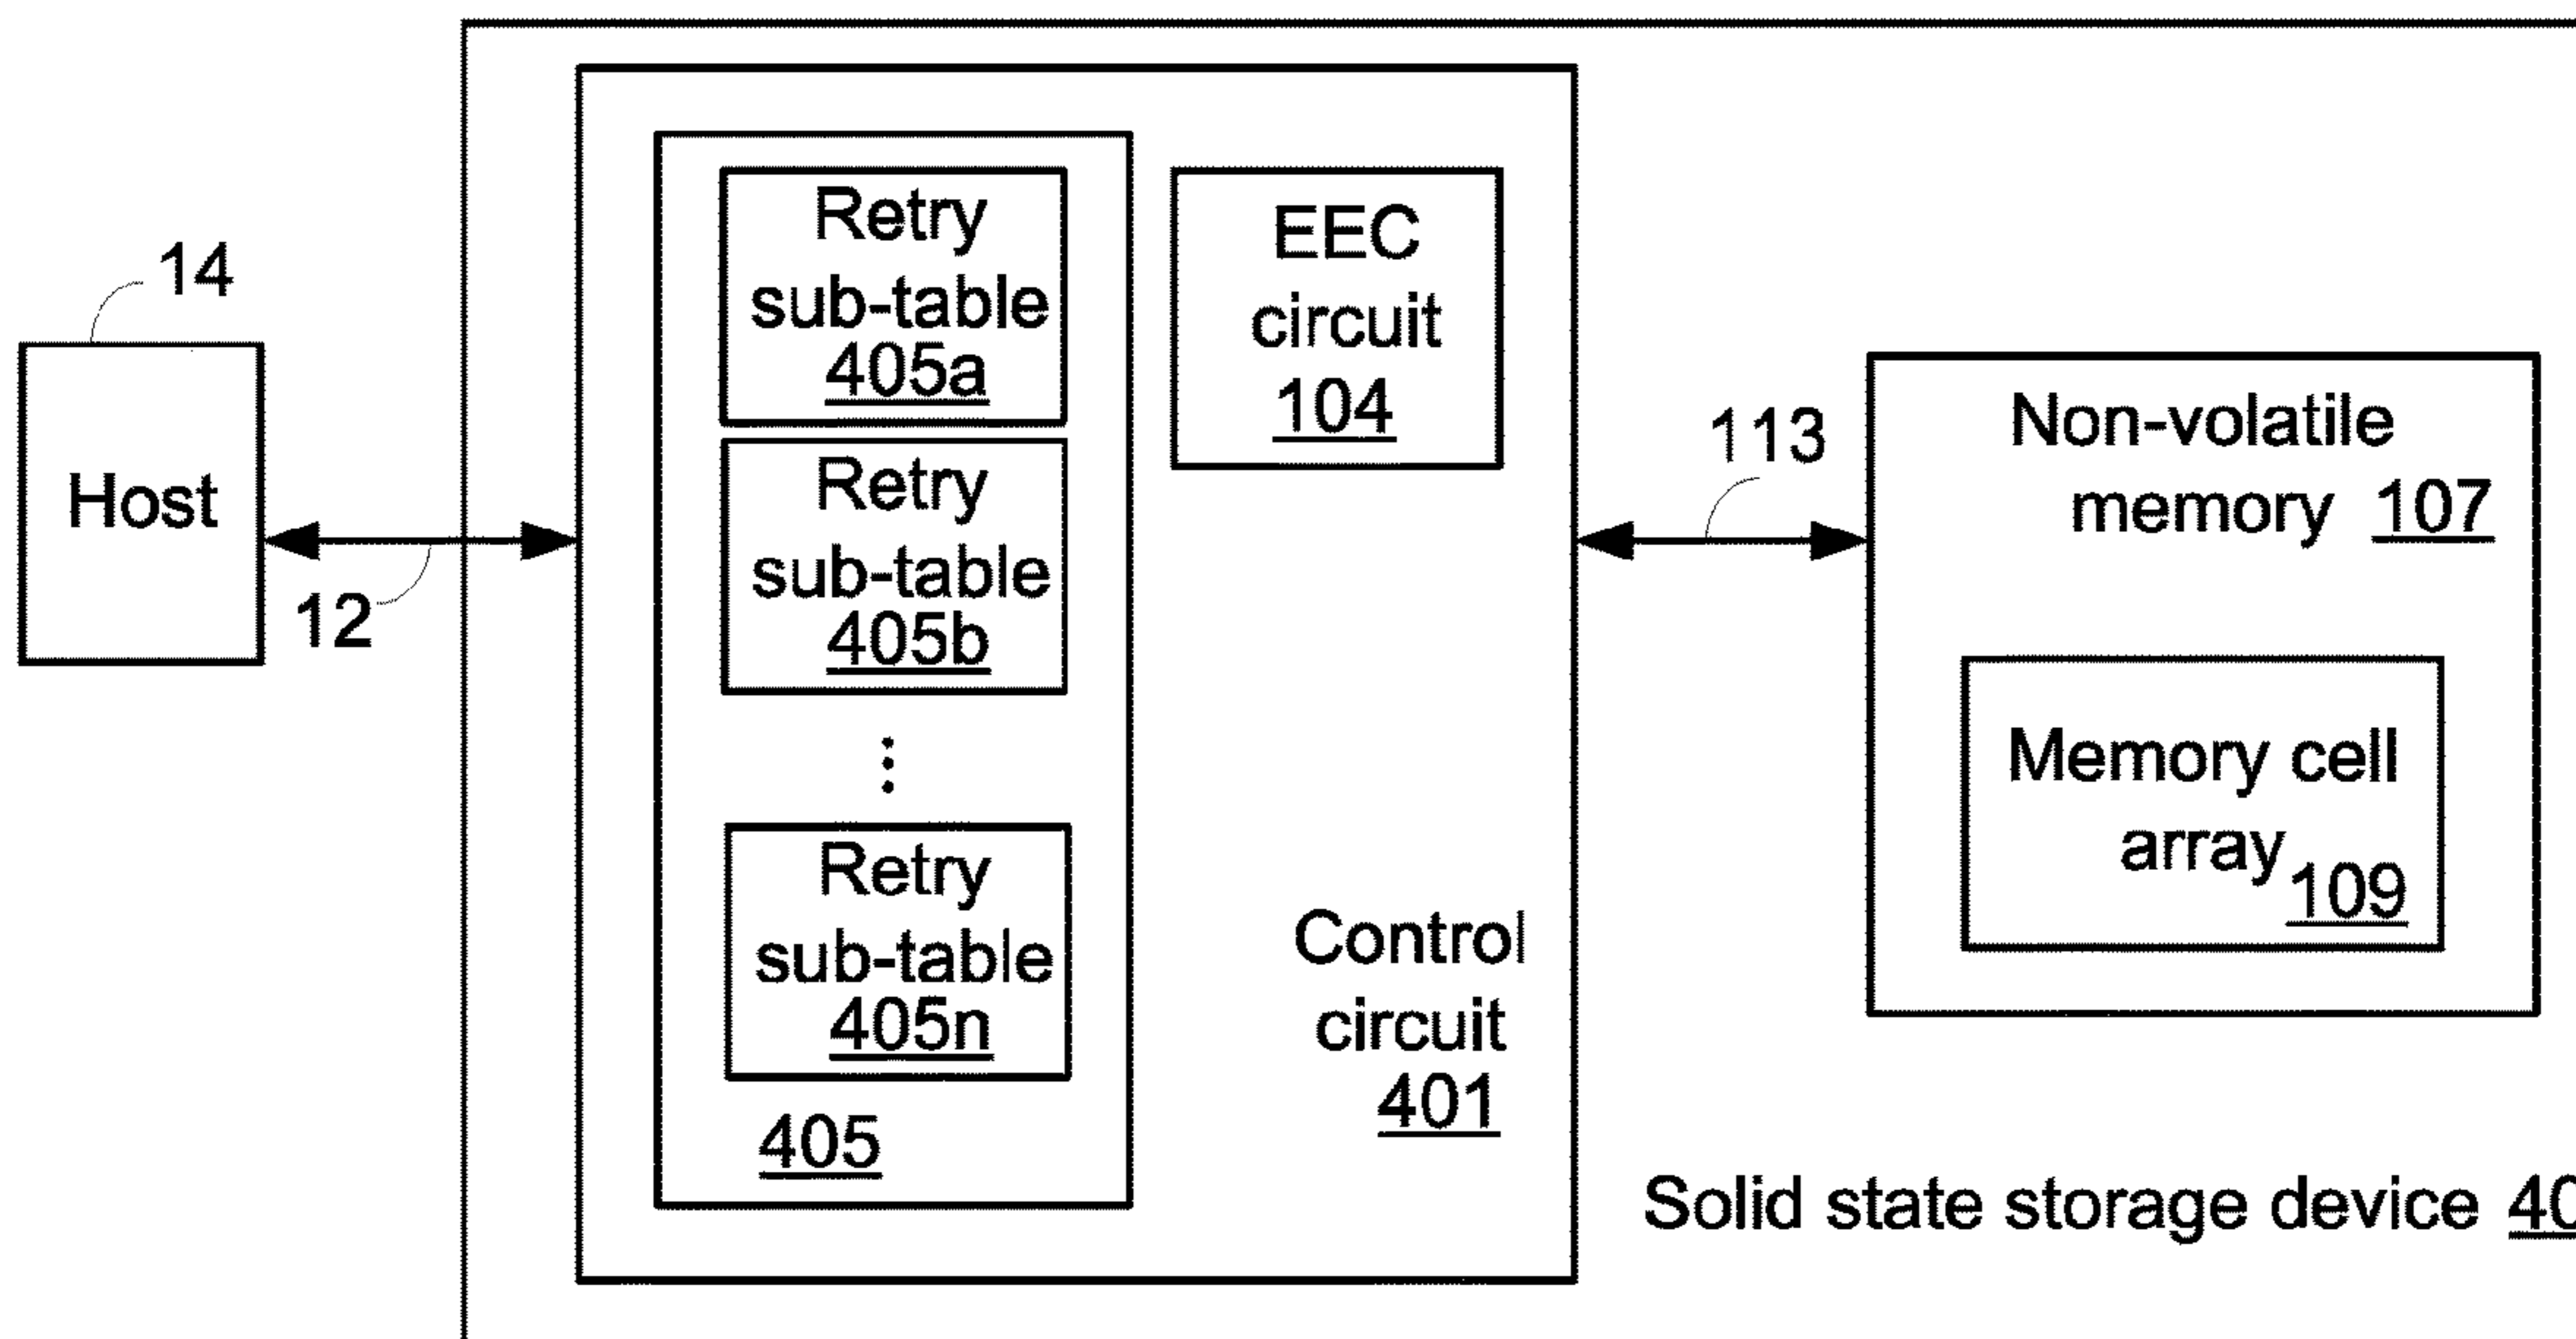 14
Host
12
Retry
sub-table
405a
Retry
sub-table
405b
Retry
sub-table
405n
405
EEC
circuit
104
Control
circuit
401
113
Non-volatile
memory 107
Memory cell
array 109
Solid state storage device